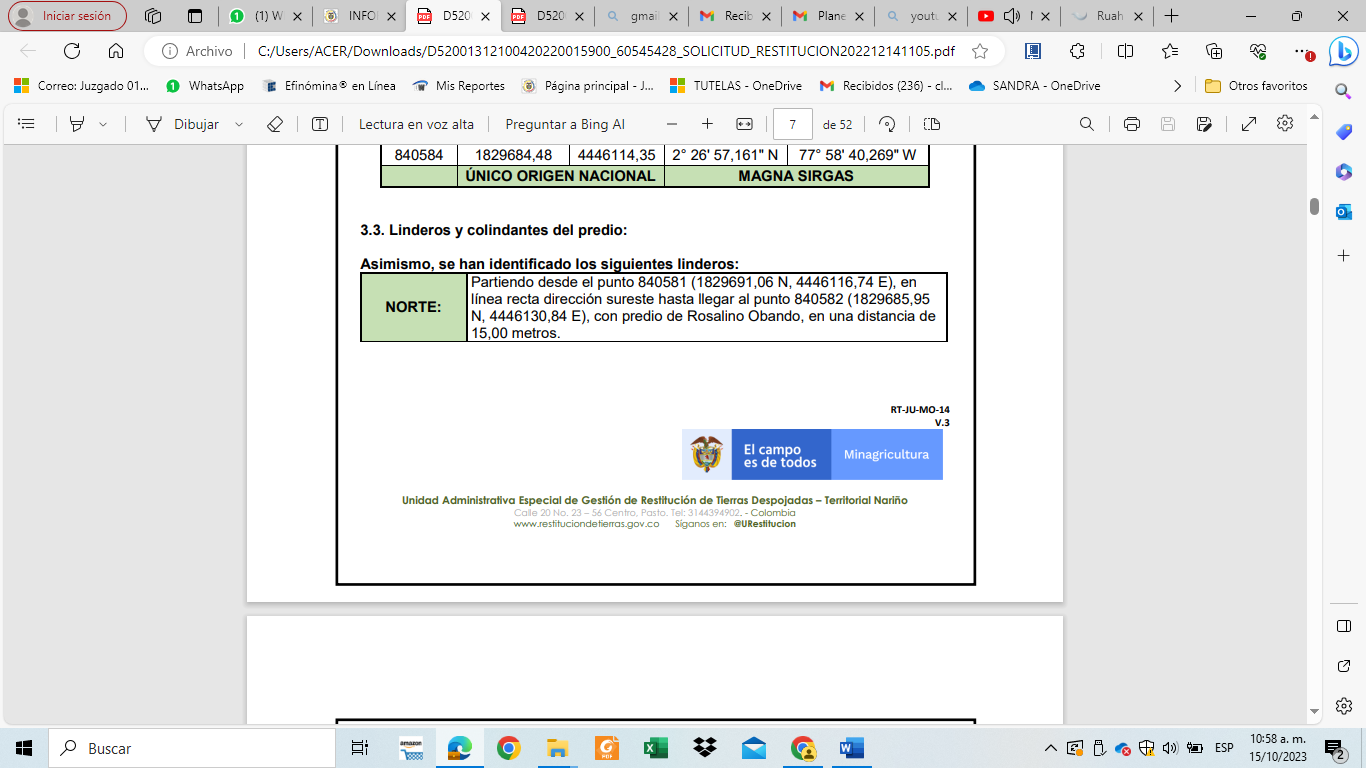 Iniciar sesión
(1) W
INFO
D520
D520
gmail
Recib
Plane
youtu
Ruah
Archivo
C:/Users/ACER/Downloads/D52001312100420220015900_60545428_SOLICITUD_RESTITUCION202212141105.pdf
Correo: Juzgado 01...
WhatsApp
Efinómina® en Línea
Mis Reportes
Página principal - J...
TUTELAS - OneDrive
Recibidos (236) - cl...
SANDRA - OneDrive
Otros favoritos
Dibujar
Lectura en voz alta
Preguntar a Bing AI
7
de 52
840584 1829684,48 4446114,35 2° 26' 57,161" N 77° 58' 40,269" W
ÚNICO ORIGEN NACIONAL MAGNA SIRGAS
3.3. Linderos y colindantes del predio:
Asimismo, se han identificado los siguientes linderos:
NORTE:
Partiendo desde el punto 840581 (1829691,06 N, 4446116,74 E), en
línea recta dirección sureste hasta llegar al punto 840582 (1829685,95
N, 4446130,84 E), con predio de Rosalino Obando, en una distancia de
15,00 metros.
RT-JU-MO-14
V.3
El campo
es de todos
Minagricultura
Unidad Administrativa Especial de Gestión de Restitución de Tierras Despojadas – Territorial Nariño
Calle 20 No. 23 – 56 Centro, Pasto. Tel: 3144394902. - Colombia
www.restituciondetierras.gov.co Síganos en: @URestitucion
Buscar
ESP
10:58 a. m.
15/10/2023
2